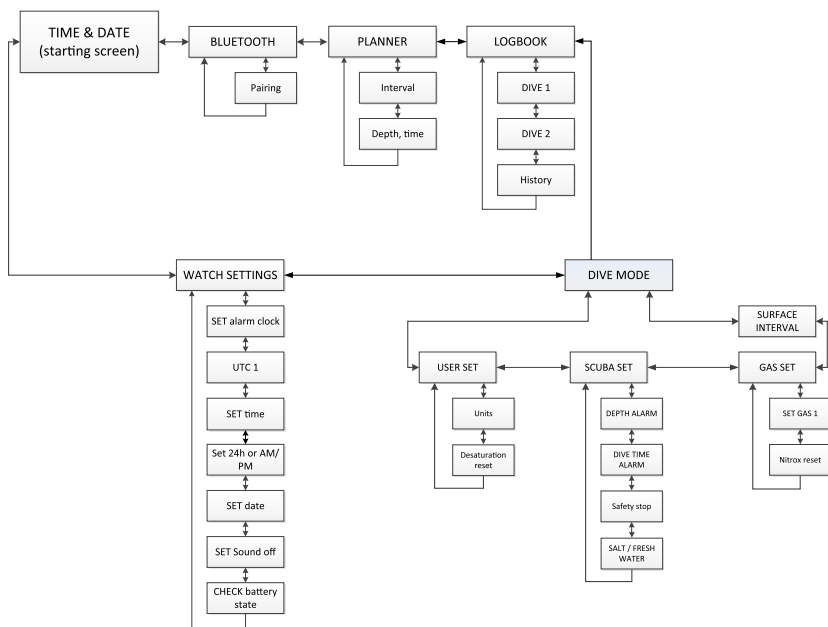 TIME & DATE
(starting screen)
BLUETOOTH
PLANNER
LOGBOOK
Pairing
Interval
DIVE 1
Depth, time
DIVE 2
History
WATCH SETTINGS
DIVE MODE
SET alarm clock
SURFACE
INTERVAL
UTC 1
USER SET
SCUBA SET
GAS SET
SET time
Units
DEPTH ALARM
SET GAS 1
Set 24h or AM/
PM
Desaturation
reset
DIVE TIME
ALARM
Nitrox reset
SET date
Safety stop
SET Sound off
SALT / FRESH
WATER
CHECK battery
state